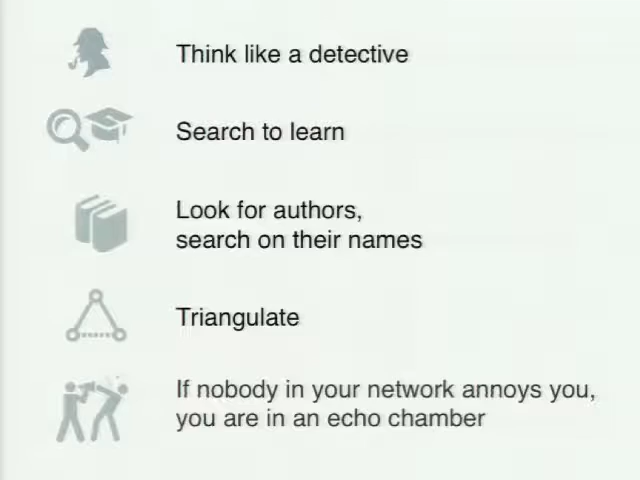 Think like a detective
Search to learn
Look for authors,
search on their names
Triangulate
If nobody in your network annoys you,
you are in an echo chamber